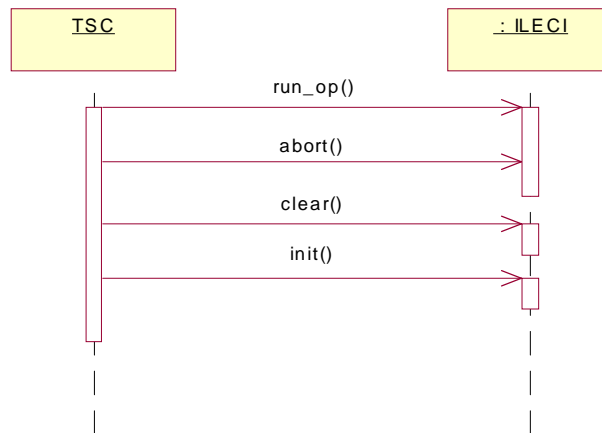 TSC
: ILECI
run_op()
abort()
clear()
init()